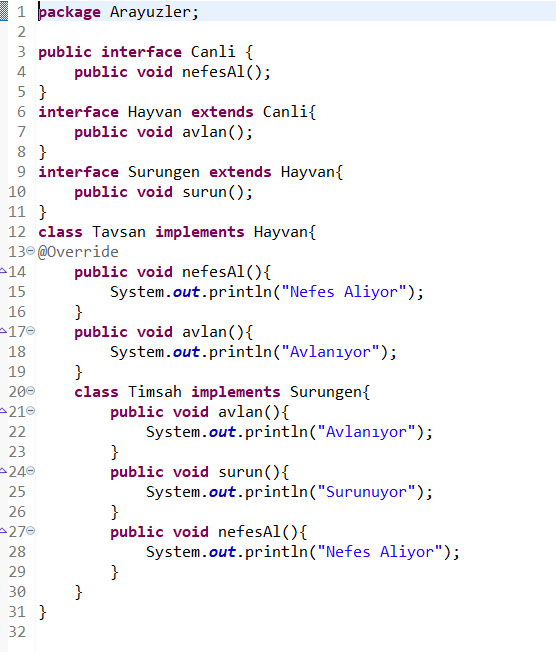 1 package Arayuzler;
2
3 public interface Canli {
4     public void nefesAl();
5 }
6 interface Hayvan extends Canli{
7     public void avlan();
8 }
9 interface Surungen extends Hayvan{
10     public void surun();
11 }
12 class Tavsan implements Hayvan{
13 @Override
14     public void nefesAl(){
15         System.out.println("Nefes Aliyor");
16     }
17     public void avlan(){
18         System.out.println("Avlanıyor");
19     }
20     class Timsah implements Surungen{
21         public void avlan(){
22             System.out.println("Avlanıyor");
23         }
24         public void surun(){
25             System.out.println("Surunuyor");
26         }
27         public void nefesAl(){
28             System.out.println("Nefes Aliyor");
29         }
30     }
31 }
32